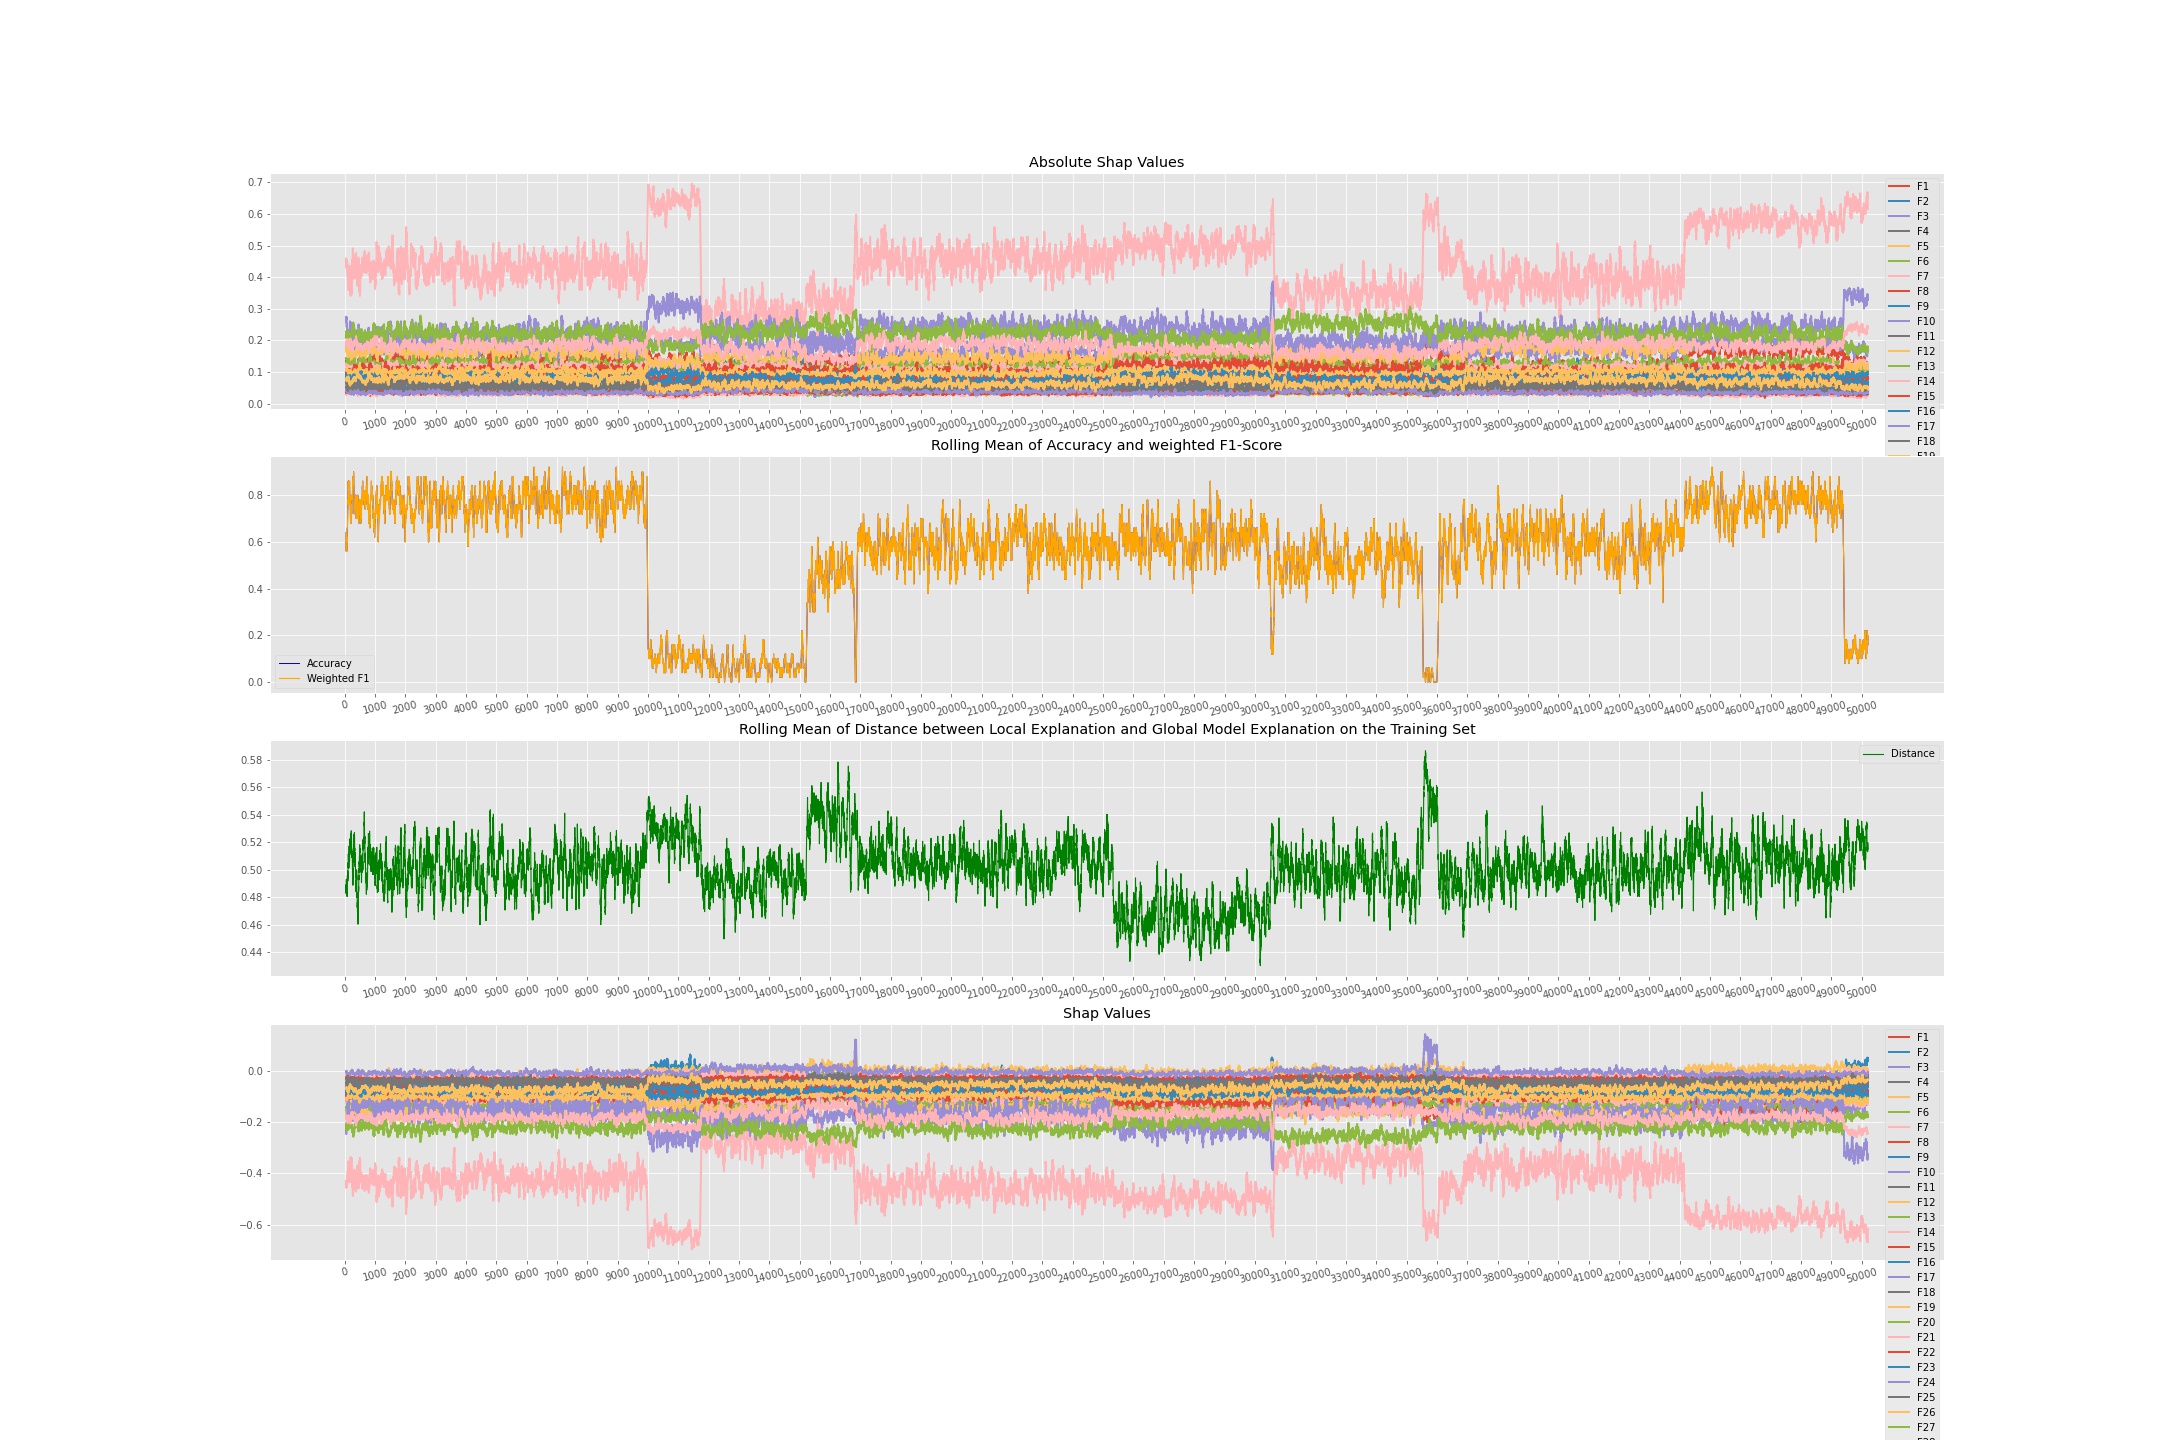 Absolute Shap Values
0.7
0.6
0.5
0.4
0.3
0.2
0.1
0.0
F1
F2
F3
F4
F5
F6
F7
F8
F9
F10
F11
F12
F13
F14
F15
F16
F17
F18
F19
0 1000 2000 3000 4000 5000 6000 7000 8000 9000 10000 11000 12000 13000 14000 15000 16000 17000 18000 19000 20000 21000 22000 23000 24000 25000 26000 27000 28000 29000 30000 31000 32000 33000 34000 35000 36000 37000 38000 39000 40000 41000 42000 43000 44000 45000 46000 47000 48000 49000 50000
Rolling Mean of Accuracy and weighted F1-Score
0.8
0.6
0.4
0.2
0.0
Accuracy
Weighted F1
0 1000 2000 3000 4000 5000 6000 7000 8000 9000 10000 11000 12000 13000 14000 15000 16000 17000 18000 19000 20000 21000 22000 23000 24000 25000 26000 27000 28000 29000 30000 31000 32000 33000 34000 35000 36000 37000 38000 39000 40000 41000 42000 43000 44000 45000 46000 47000 48000 49000 50000
Rolling Mean of Distance between Local Explanation and Global Model Explanation on the Training Set
0.58
0.56
0.54
0.52
0.50
0.48
0.46
0.44
Distance
0 1000 2000 3000 4000 5000 6000 7000 8000 9000 10000 11000 12000 13000 14000 15000 16000 17000 18000 19000 20000 21000 22000 23000 24000 25000 26000 27000 28000 29000 30000 31000 32000 33000 34000 35000 36000 37000 38000 39000 40000 41000 42000 43000 44000 45000 46000 47000 48000 49000 50000
Shap Values
0.0
−0.2
−0.4
−0.6
F1
F2
F3
F4
F5
F6
F7
F8
F9
F10
F11
F12
F13
F14
F15
F16
F17
F18
F19
F20
F21
F22
F23
F24
F25
F26
F27
0 1000 2000 3000 4000 5000 6000 7000 8000 9000 10000 11000 12000 13000 14000 15000 16000 17000 18000 19000 20000 21000 22000 23000 24000 25000 26000 27000 28000 29000 30000 31000 32000 33000 34000 35000 36000 37000 38000 39000 40000 41000 42000 43000 44000 45000 46000 47000 48000 49000 50000